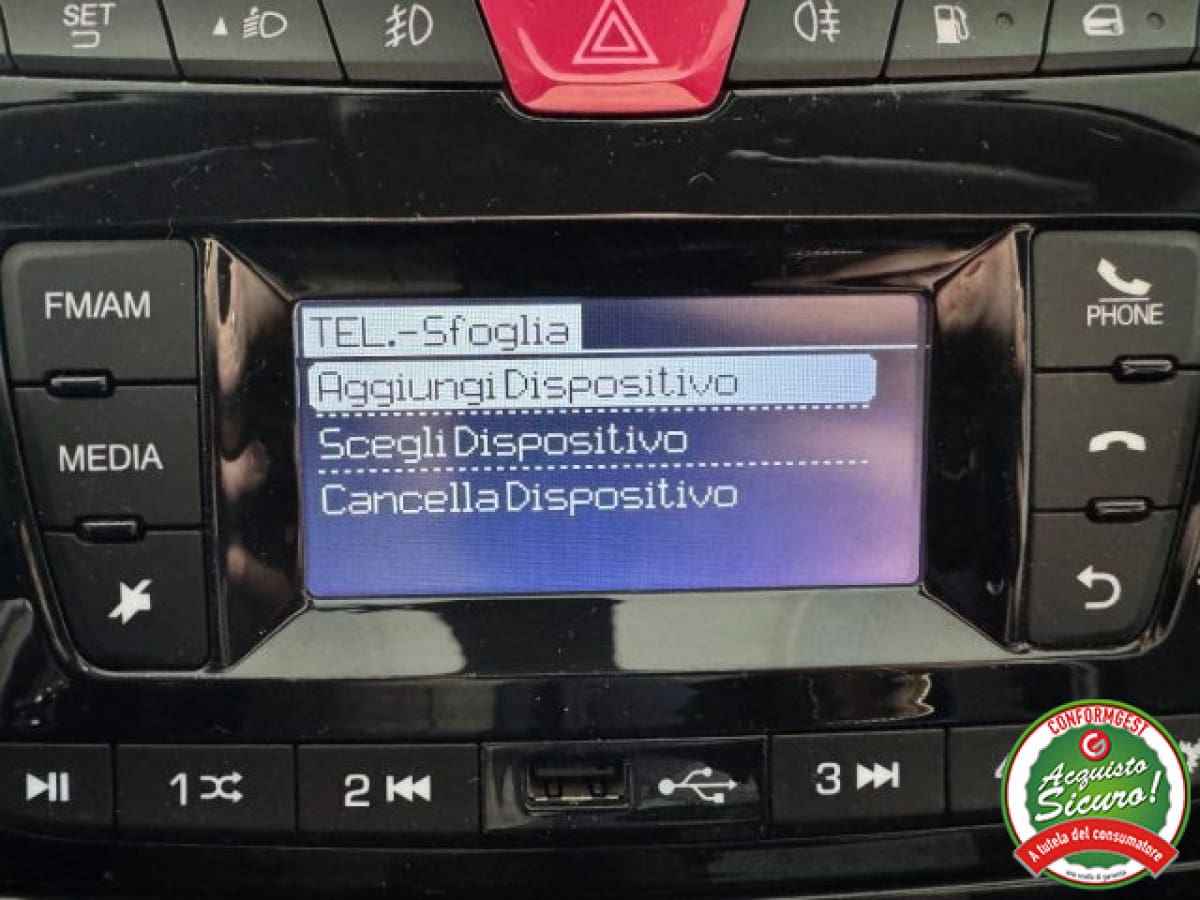 SET
FM/AM
MEDIA
TEL.-Sfoglia
Aggiungi Dispositivo
Scegli Dispositivo
Cancella Dispositivo
PHONE
1
2
3
CONFORMGEST
G
Acquisto
Sicuro!
A tutela del consumatore